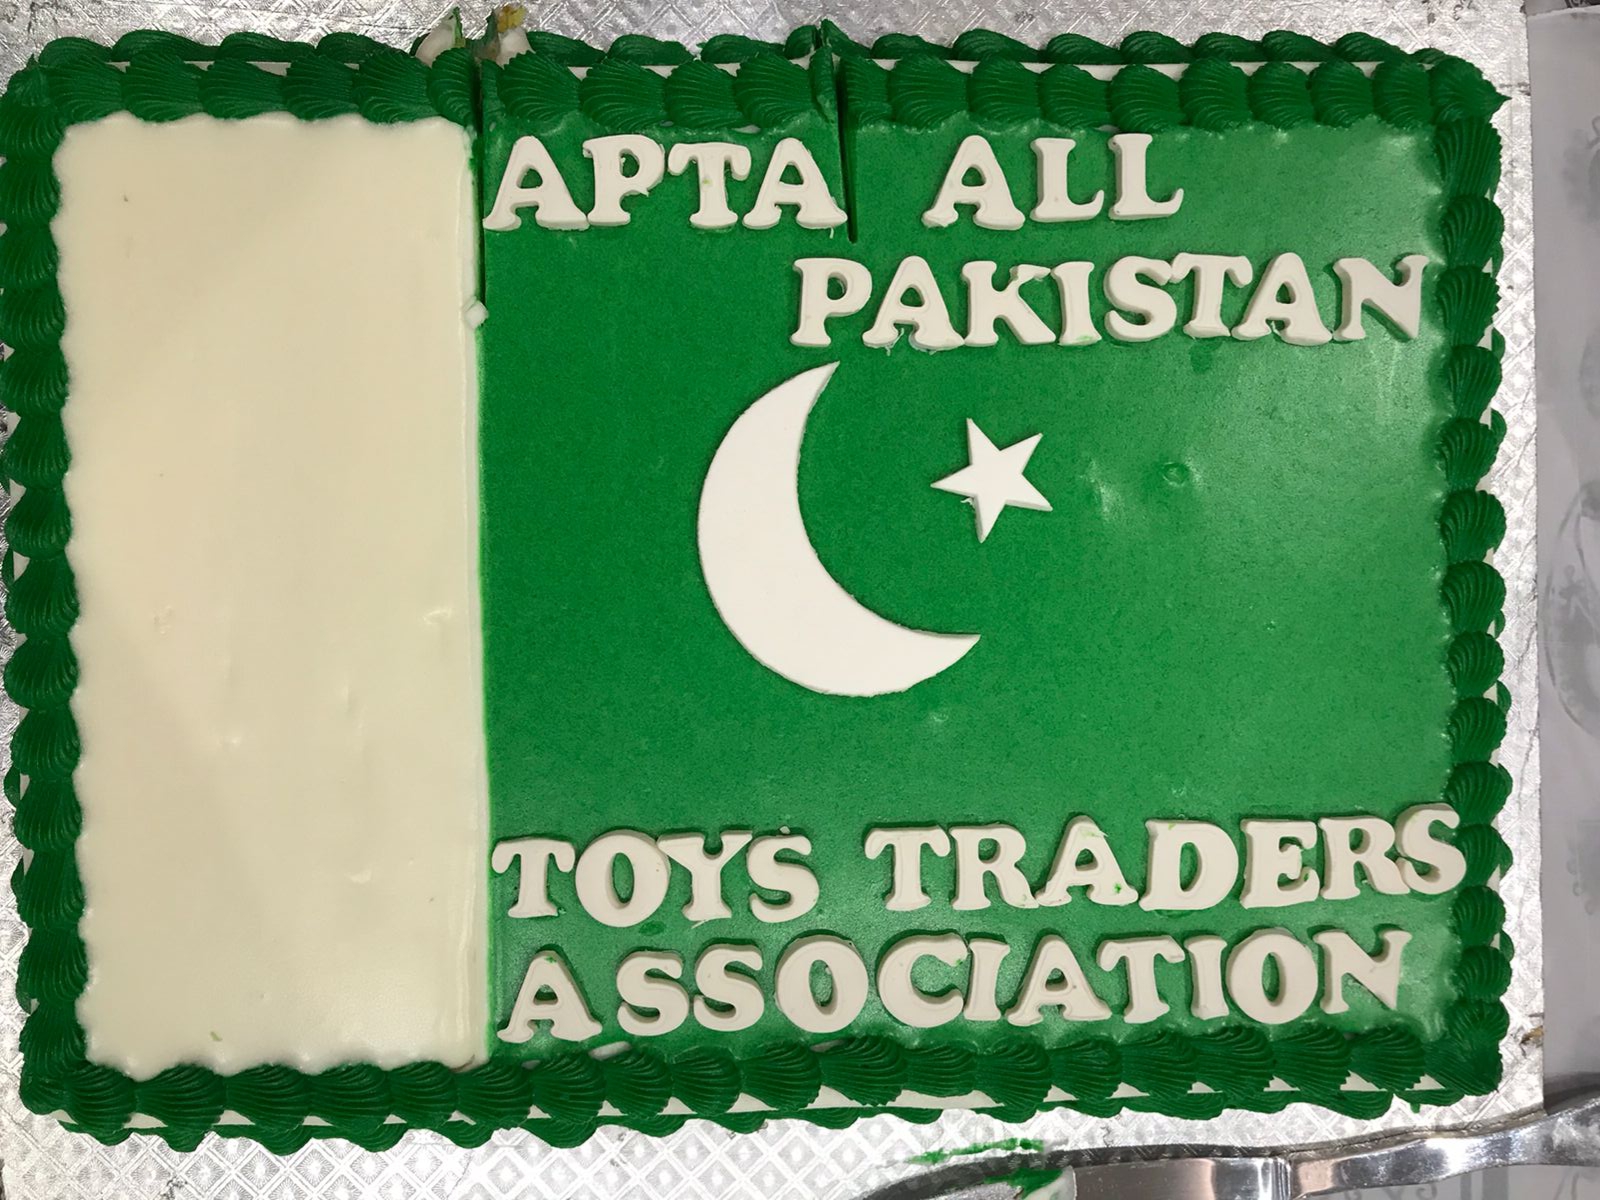 APTA ALL
PAKISTAN
TOYS TRADERS
ASSOCIATION